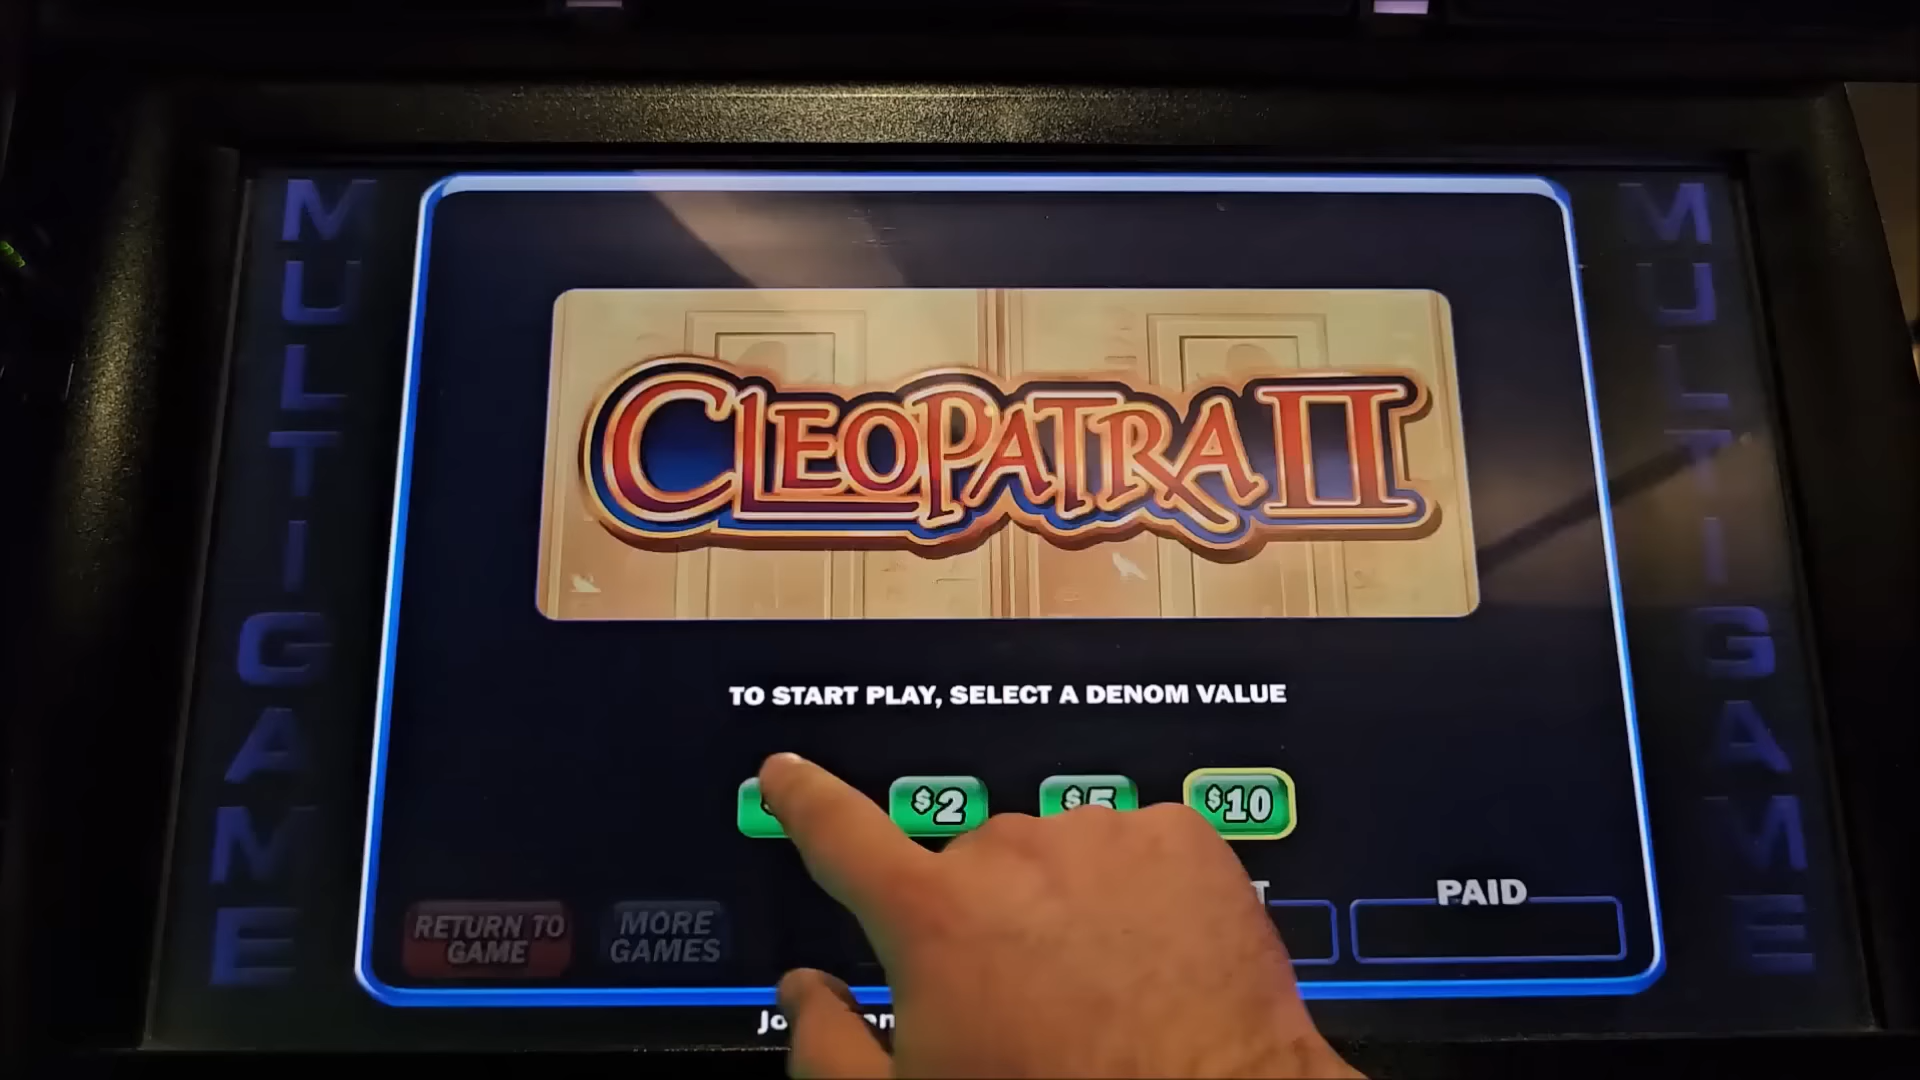 MULTIGAME
CLEOPATRA II
MULTIGAME
TO START PLAY, SELECT A DENOM VALUE
$2 $5 $10
RETURN TO
GAME
MORE
GAMES
PAID